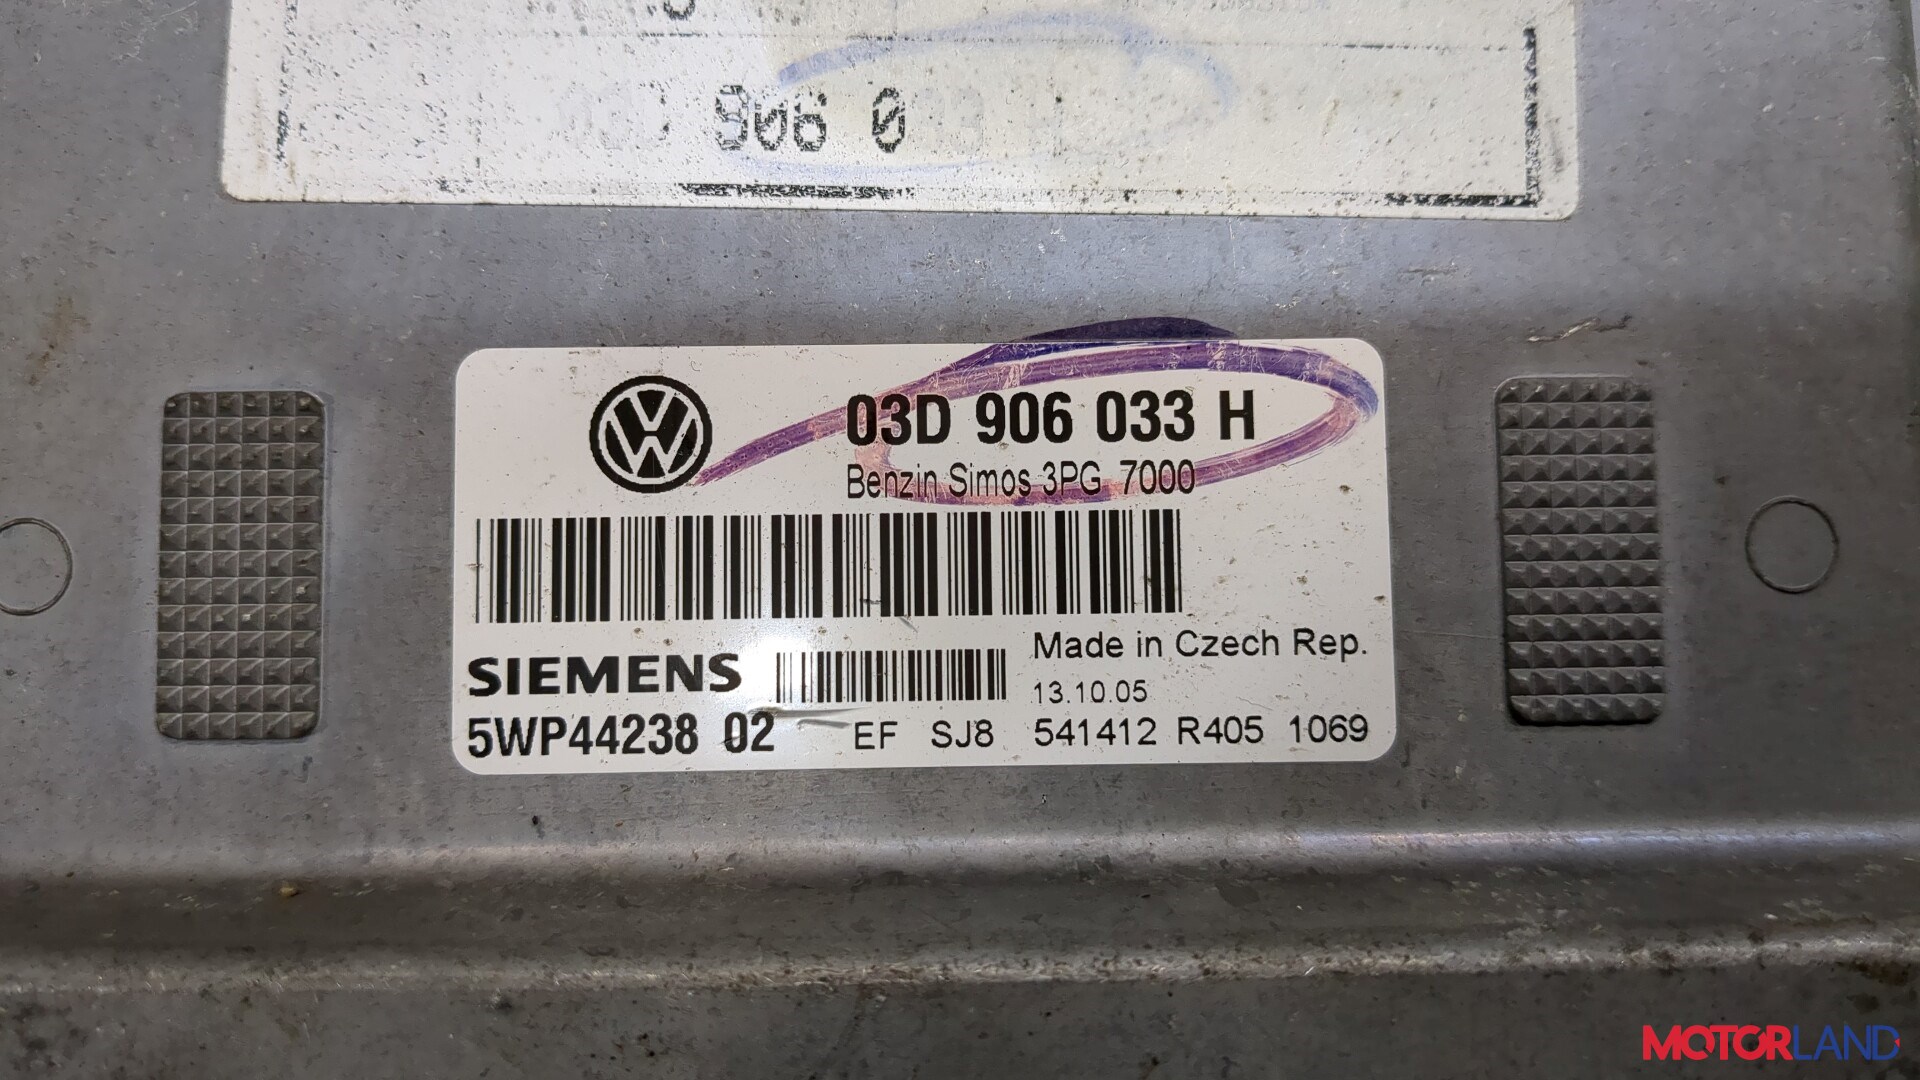 906 0
03D 906 033 H
Benzin Simos 3PG 7000
SIEMENS
Made in Czech Rep.
13.10.05
5WP44238 02 EF SJ8 541412 R405 1069
MOTORLAND